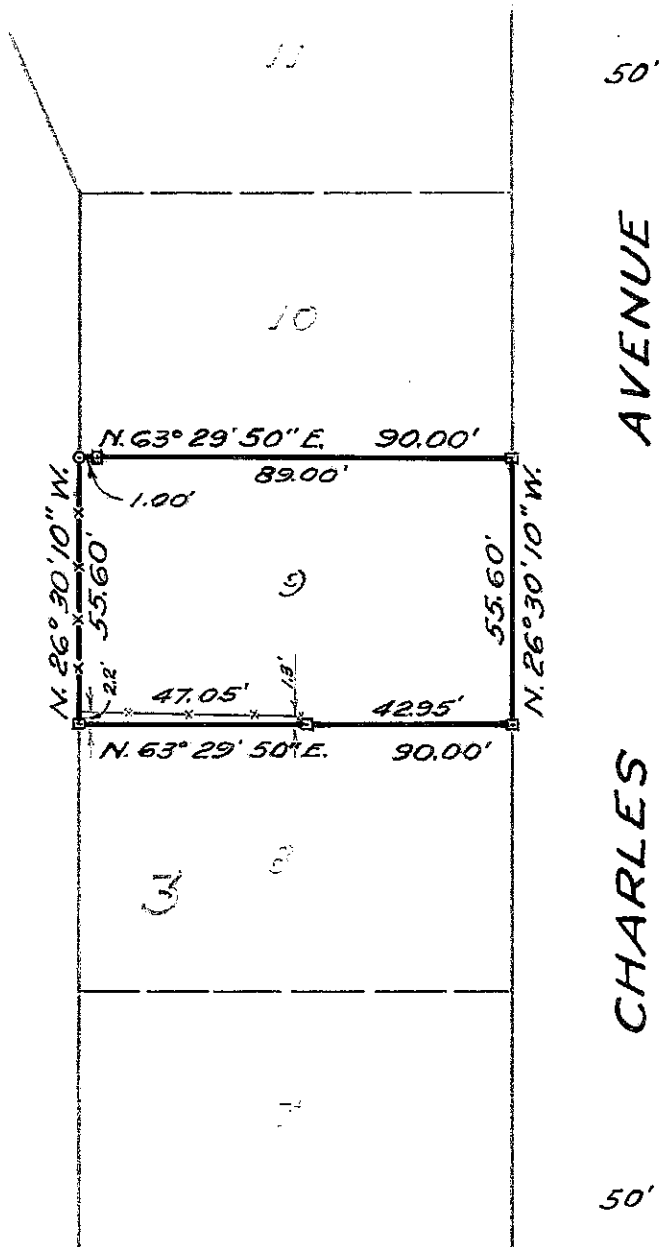 11
50'
AVENUE
10
N. 63° 29' 50" E. 90.00'
89.00'
1.00'
N. 26° 30' 10" W.
55.60'
9
55.60'
N. 26° 30' 10" W.
2.2'
47.05'
1.9'
42.95'
N. 63° 29' 50" E. 90.00'
8
3
CHARLES
7
50'